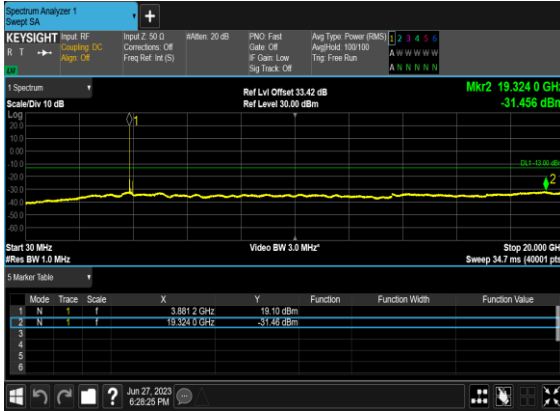 Spectrum Analyzer 1
Swept SA
+
KEYSIGHT
R T
Input: RF
Coupling: DC
Align: Off
Input Z: 50 Ω
Corrections: Off
Freq Ref: Int (S)
#Atten: 20 dB
PNO: Fast
Gate: Off
IF Gain: Low
Sig Track: Off
Avg Type: Power (RMS)
Avg|Hold: 100/100
Trig: Free Run
1 2 3 4 5 6
A W W W W W
A N N N N N
1 Spectrum
Scale/Div 10 dB
Ref Lvl Offset 33.42 dB
Ref Level 30.00 dBm
Mkr2 19.324 0 GHz
-31.456 dBm
Log
20.0
10.0
0.00
-10.0
-20.0
-30.0
-40.0
-50.0
-60.0
1
DL1 -13.00 dBm
2
Start 30 MHz
#Res BW 1.0 MHz
Video BW 3.0 MHz*
Stop 20.000 GHz
Sweep 34.7 ms (40001 pts)
5 Marker Table
Mode Trace Scale X Y Function Function Width Function Value
1 N 1 f 3.881 2 GHz 19.10 dBm
2 N 1 f 19.324 0 GHz -31.46 dBm
3
4
5
6
?
Jun 27, 2023
6:28:25 PM